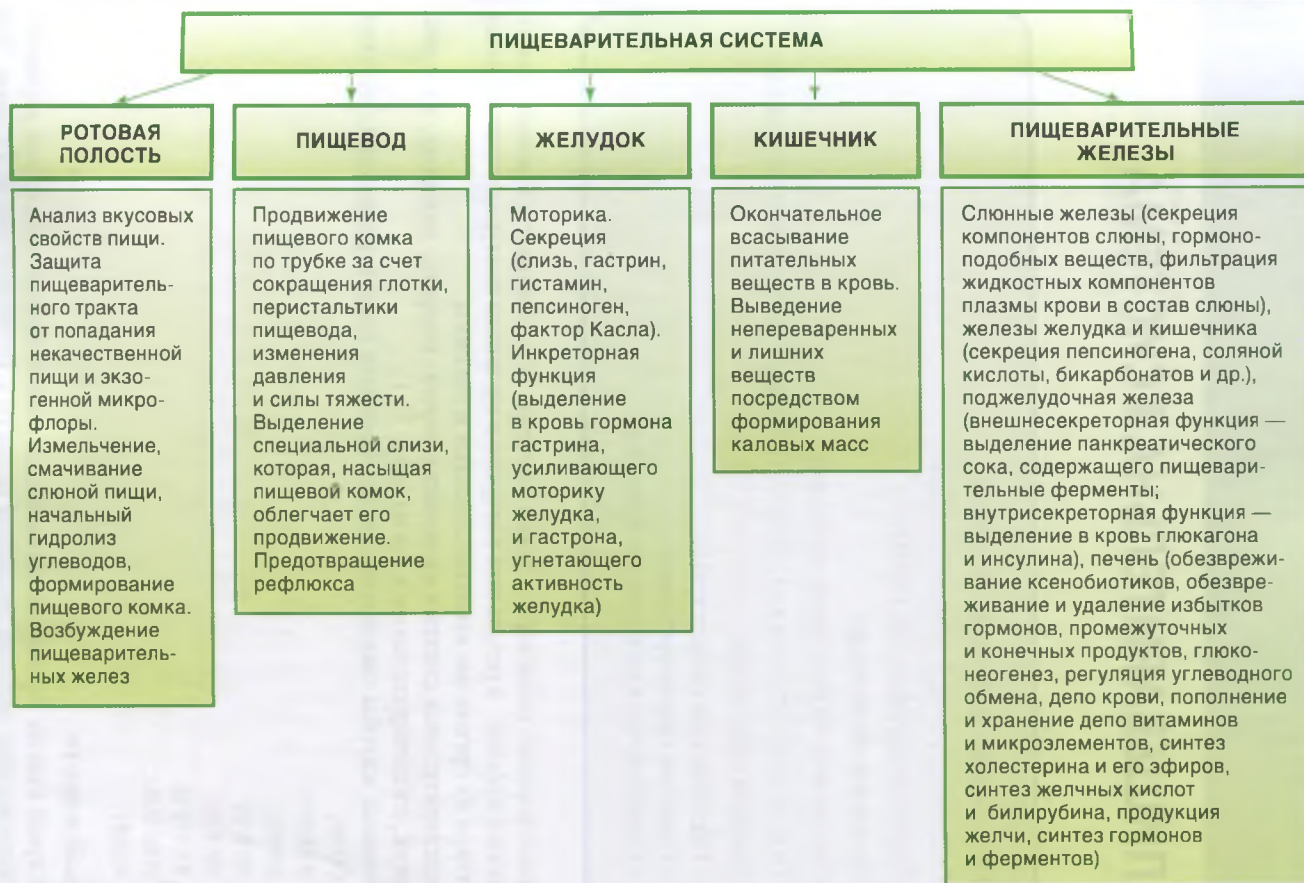 ПИЩЕВАРИТЕЛЬНАЯ СИСТЕМА
РОТОВАЯ
ПОЛОСТЬ
Анализ вкусовых
свойств пищи.
Защита
пищеваритель-
ного тракта
от попадания
некачественной
пищи и экзо-
генной микро-
флоры.
Измельчение,
смачивание
слюной пищи,
начальный
гидролиз
углеводов,
формирование
пищевого комка.
Возбуждение
пищеваритель-
ных желез
ПИЩЕВОД
Продвижение
пищевого комка
по трубке за счет
сокращения глотки,
перистальтики
пищевода,
изменения
давления
и силы тяжести.
Выделение
специальной слизи,
которая, насыщая
пищевой комок,
облегчает его
продвижение.
Предотвращение
рефлюкса
ЖЕЛУДОК
Моторика.
Секреция
(слизь, гастрин,
гистамин,
пепсиноген,
фактор Касла).
Инкреторная
функция
(выделение
в кровь гормона
гастрина,
усиливающего
моторику
желудка,
и гастрона,
угнетающего
активность
желудка)
КИШЕЧНИК
Окончательное
всасывание
питательных
веществ в кровь.
Выведение
непереваренных
и лишних
веществ
посредством
формирования
каловых масс
ПИЩЕВАРИТЕЛЬНЫЕ
ЖЕЛЕЗЫ
Слюнные железы (секреция
компонентов слюны, гормоно-
подобных веществ, фильтрация
жидкостных компонентов
плазмы крови в состав слюны),
железы желудка и кишечника
(секреция пепсиногена, соляной
кислоты, бикарбонатов и др.),
поджелудочная железа
(внешнесекреторная функция —
выделение панкреатического
сока, содержащего пищевари-
тельные ферменты;
внутрисекреторная функция —
выделение в кровь глюкагона
и инсулина), печень (обезврежи-
вание ксенобиотиков, обезвре-
живание и удаление избытков
гормонов, промежуточных
и конечных продуктов, глюко-
неогенез, регуляция углеводного
обмена, депо крови, пополнение
и хранение депо витаминов
и микроэлементов, синтез
холестерина и его эфиров,
синтез желчных кислот
и билирубина, продукция
желчи, синтез гормонов
и ферментов)